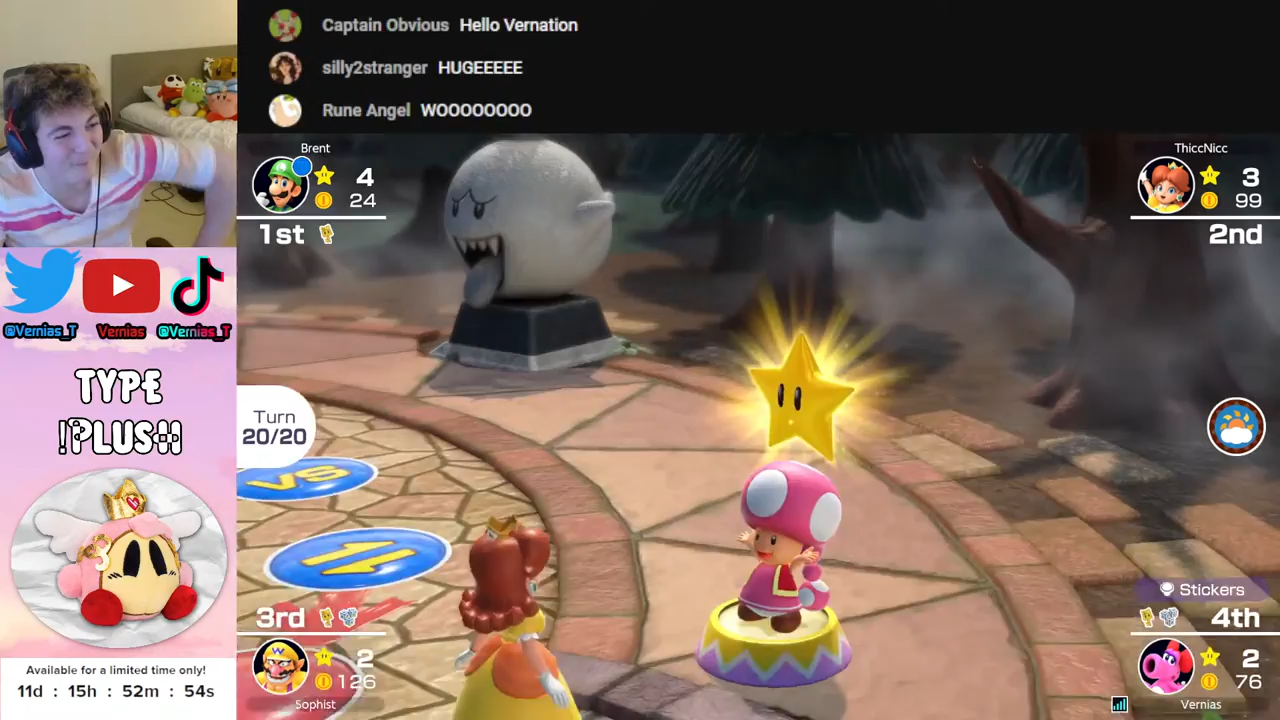 Captain Obvious Hello Vernation
silly2stranger HUGEEEEE
Rune Angel WOOOOOOOO
Brent
4
24
1st
ThiccNicc
3
99
2nd
@Vernias_T Vernias @Vernias_T
TYPE
!PLUSH
Turn
20/20
VS
3rd
2
126
Sophist
Stickers
4th
2
76
Vernias
3
Available for a limited time only!
11d : 15h : 52m : 54s